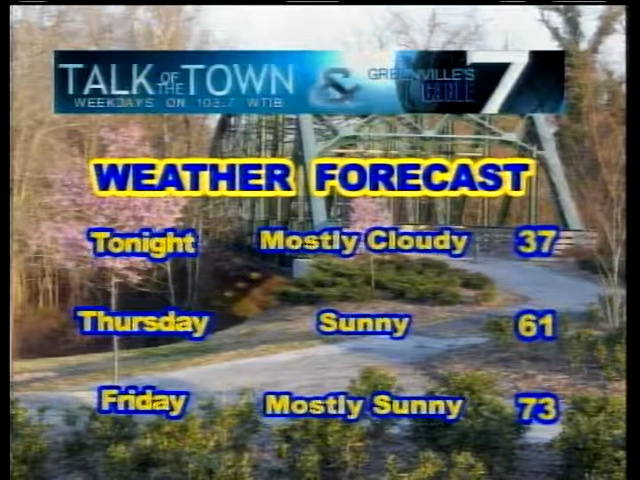 TALK OF THE TOWN & GREENVILLE'S CABLE 7
WEEKDAYS ON 103.7 WTIB
WEATHER FORECAST
Tonight Mostly Cloudy 37
Thursday Sunny 61
Friday Mostly Sunny 73